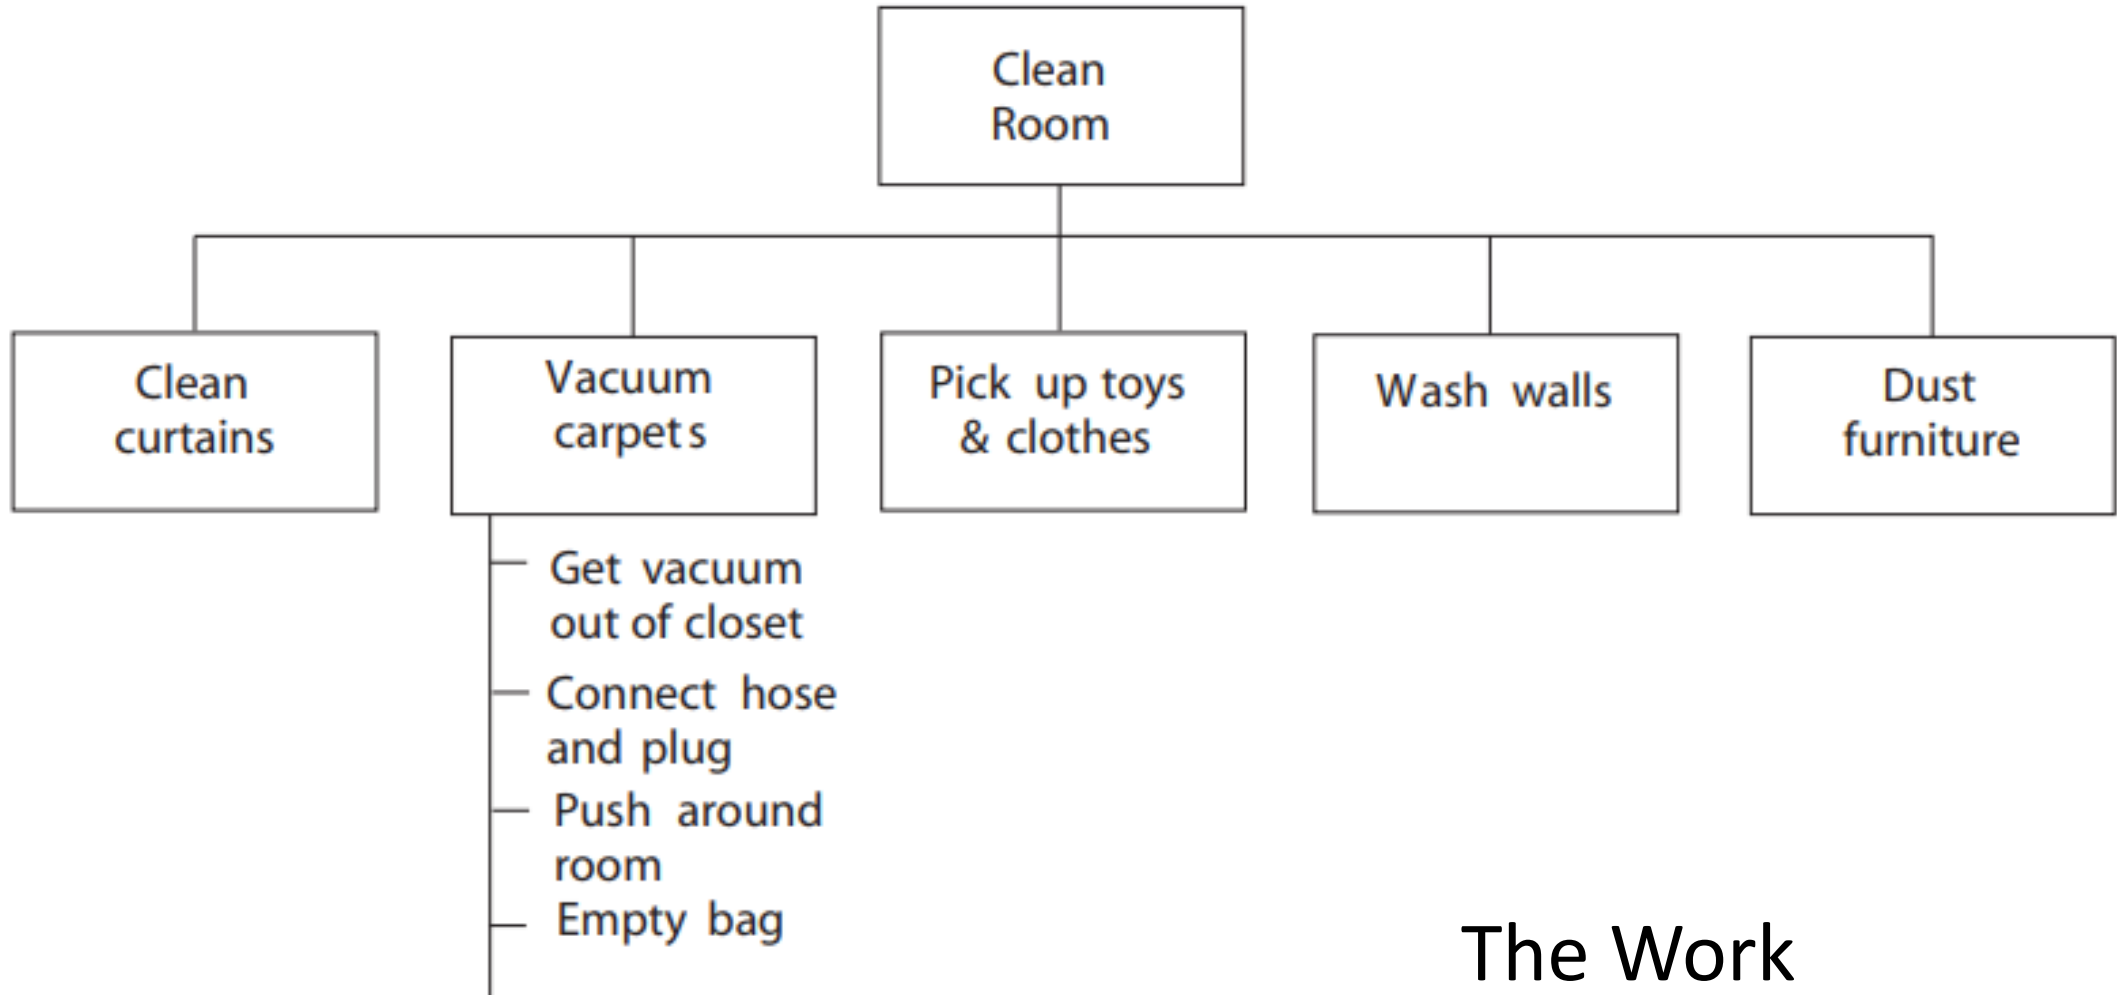 Clean
Room
Clean
curtains
Vacuum
carpets
Pick up toys
& clothes
Wash walls
Dust
furniture
Get vacuum
out of closet
Connect hose
and plug
Push around
room
Empty bag
The Work